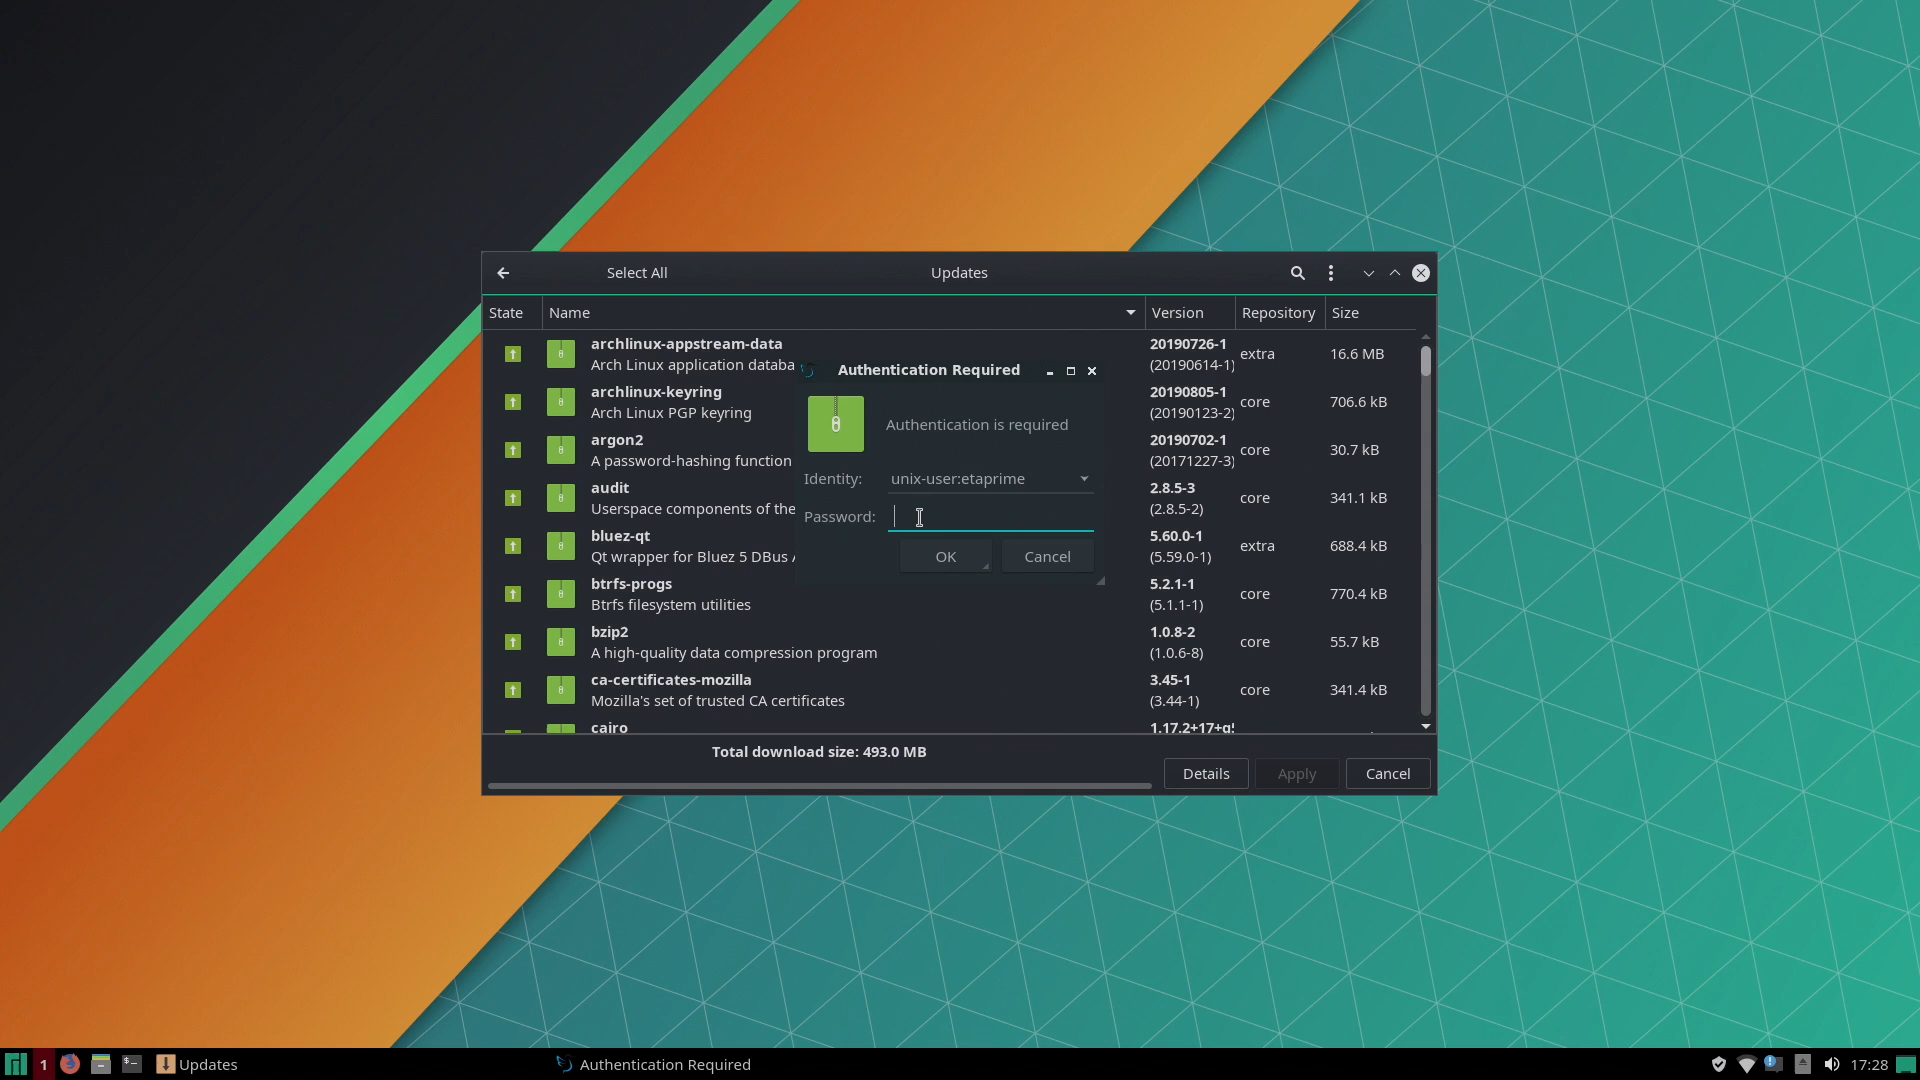 Select All
Updates
State
Name
Version
Repository
Size
archlinux-appstream-data
Arch Linux application databa
20190726-1
(20190614-1)
extra
16.6 MB
archlinux-keyring
Arch Linux PGP keyring
20190805-1
(20190123-2)
core
706.6 kB
argon2
A password-hashing function
20190702-1
(20171227-3)
core
30.7 kB
audit
Userspace components of the
2.8.5-3
(2.8.5-2)
core
341.1 kB
bluez-qt
Qt wrapper for Bluez 5 DBus
5.60.0-1
(5.59.0-1)
extra
688.4 kB
btrfs-progs
Btrfs filesystem utilities
5.2.1-1
(5.1.1-1)
core
770.4 kB
bzip2
A high-quality data compression program
1.0.8-2
(1.0.6-8)
core
55.7 kB
ca-certificates-mozilla
Mozilla's set of trusted CA certificates
3.45-1
(3.44-1)
core
341.4 kB
cairo
Authentication Required
Authentication is required
Identity:
unix-user:etaprime
Password:
OK
Cancel
Total download size: 493.0 MB
Details
Apply
Cancel
1
Updates
Authentication Required
17:28